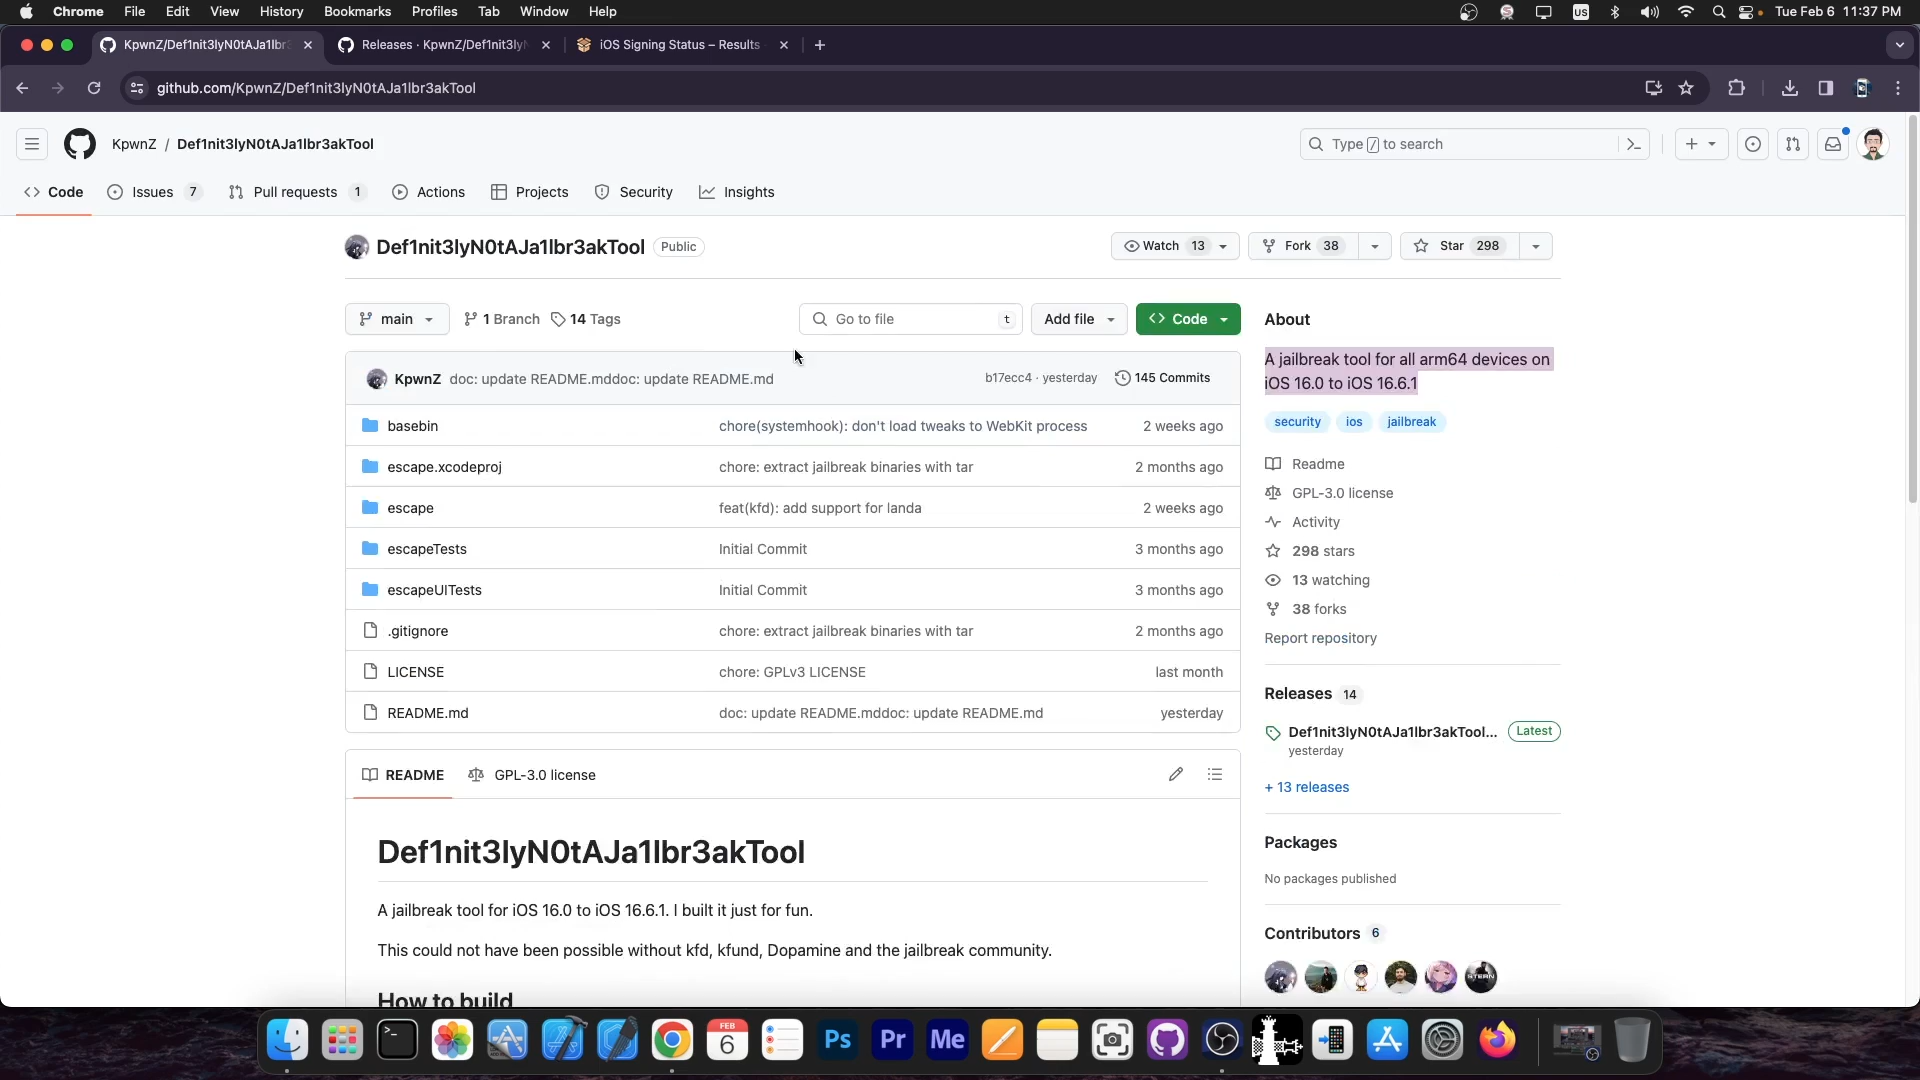 Chrome File Edit View History Bookmarks Profiles Tab Window Help US Tue Feb 6 11:37 PM
KpwnZ/Def1nit3lyN0tAJa1lbr Releases · KpwnZ/Def1nit3ly iOS Signing Status – Results
github.com/KpwnZ/Def1nit3lyN0tAJa1lbr3akTool
KpwnZ / Def1nit3lyN0tAJa1lbr3akTool Type / to search
Code Issues 7 Pull requests 1 Actions Projects Security Insights
Def1nit3lyN0tAJa1lbr3akTool Public Watch 13 Fork 38 Star 298
main 1 Branch 14 Tags Go to file t Add file Code
KpwnZ doc: update README.mddoc: update README.md b17ecc4 · yesterday 145 Commits
basebin chore(systemhook): don't load tweaks to WebKit process 2 weeks ago
escape.xcodeproj chore: extract jailbreak binaries with tar 2 months ago
escape feat(kfd): add support for landa 2 weeks ago
escapeTests Initial Commit 3 months ago
escapeUITests Initial Commit 3 months ago
.gitignore chore: extract jailbreak binaries with tar 2 months ago
LICENSE chore: GPLv3 LICENSE last month
README.md doc: update README.mddoc: update README.md yesterday
README GPL-3.0 license
Def1nit3lyN0tAJa1lbr3akTool
A jailbreak tool for iOS 16.0 to iOS 16.6.1. I built it just for fun.
This could not have been possible without kfd, kfund, Dopamine and the jailbreak community.
How to build
About
A jailbreak tool for all arm64 devices on
iOS 16.0 to iOS 16.6.1
security ios jailbreak
Readme
GPL-3.0 license
Activity
298 stars
13 watching
38 forks
Report repository
Releases 14
Def1nit3lyN0tAJa1lbr3akTool... Latest
yesterday
+ 13 releases
Packages
No packages published
Contributors 6
FEB
6
Ps Pr Me